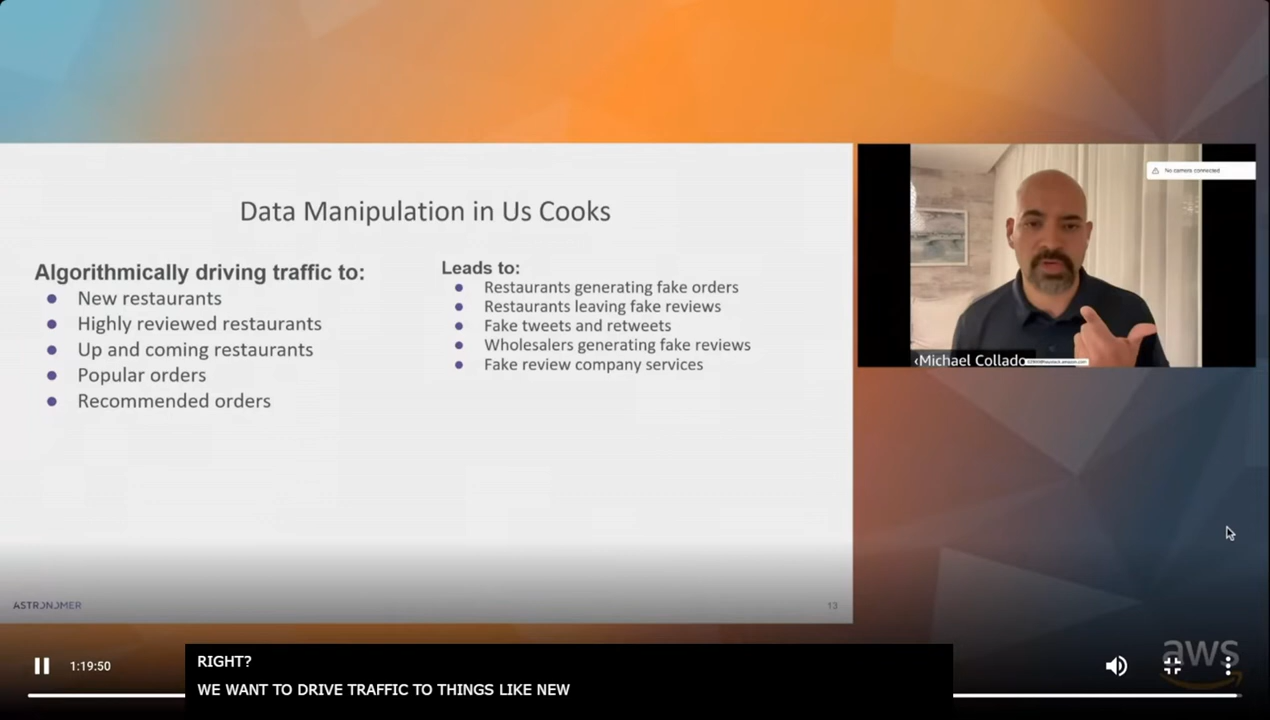 Data Manipulation in Us Cooks
Algorithmically driving traffic to:
New restaurants
Highly reviewed restaurants
Up and coming restaurants
Popular orders
Recommended orders
Leads to:
Restaurants generating fake orders
Restaurants leaving fake reviews
Fake tweets and retweets
Wholesalers generating fake reviews
Fake review company services
ASTRONOMER
13
No camera connected
‹Michael Collado
aws
1:19:50
RIGHT?
WE WANT TO DRIVE TRAFFIC TO THINGS LIKE NEW